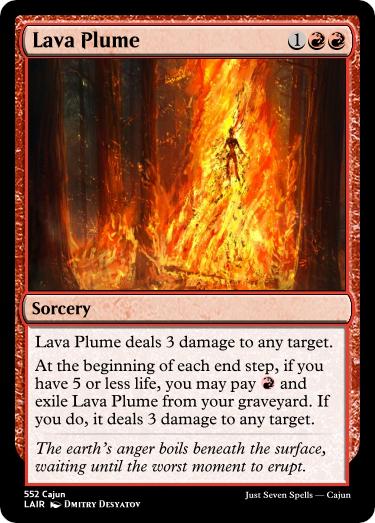 Lava Plume 1
Sorcery
Lava Plume deals 3 damage to any target.
At the beginning of each end step, if you
have 5 or less life, you may pay and
exile Lava Plume from your graveyard. If
you do, it deals 3 damage to any target.
The earth's anger boils beneath the surface,
waiting until the worst moment to erupt.
552 Cajun
LAIR Dmitry Desyatov
Just Seven Spells — Cajun